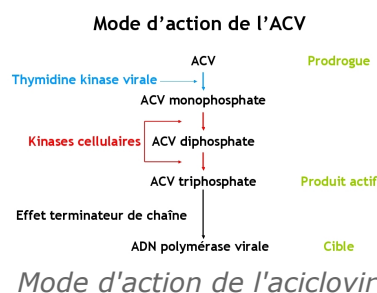 Mode d’action de l’ACV
ACV Prodrogue
Thymidine kinase virale
ACV monophosphate
Kinases cellulaires ACV diphosphate
ACV triphosphate Produit actif
Effet terminateur de chaîne
ADN polymérase virale Cible
Mode d'action de l'aciclovir